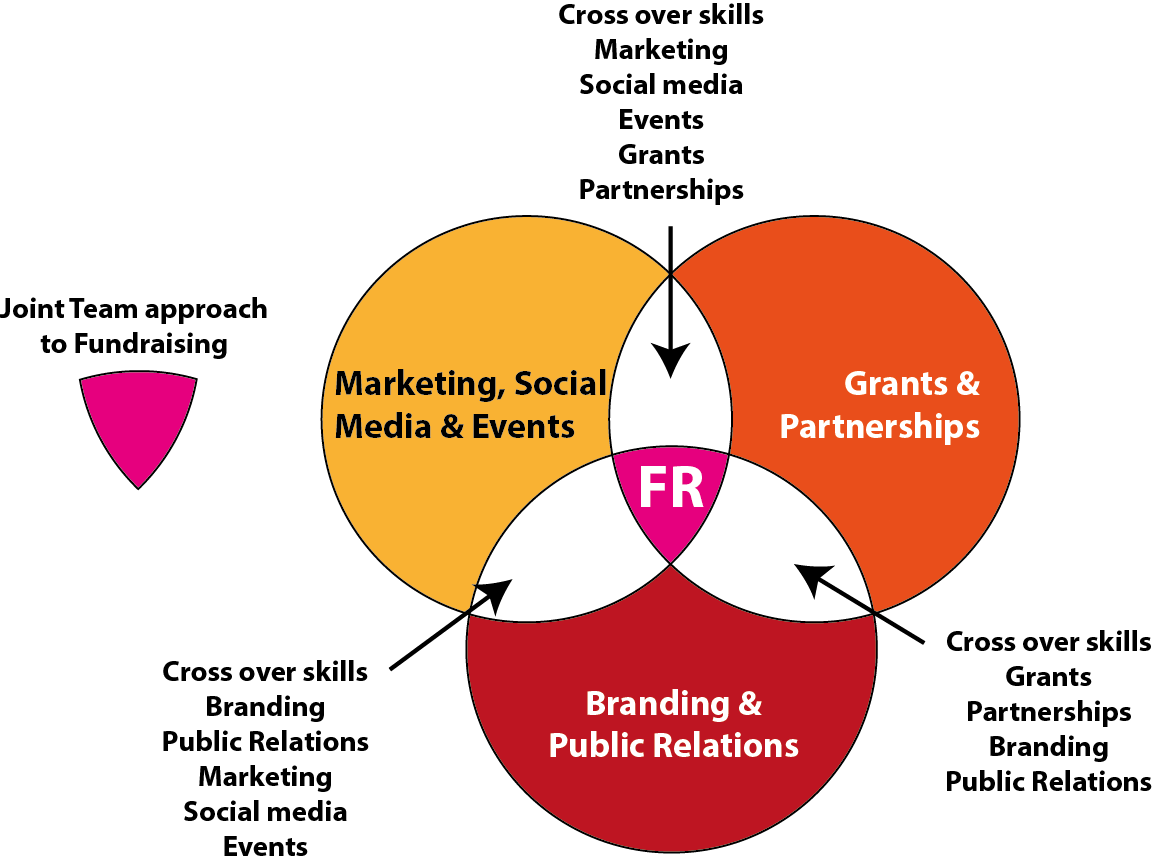 Cross over skills
Marketing
Social media
Events
Grants
Partnerships
Joint Team approach
to Fundraising
Marketing, Social
Media & Events
Grants &
Partnerships
FR
Cross over skills
Branding
Public Relations
Marketing
Social media
Events
Branding &
Public Relations
Cross over skills
Grants
Partnerships
Branding
Public Relations